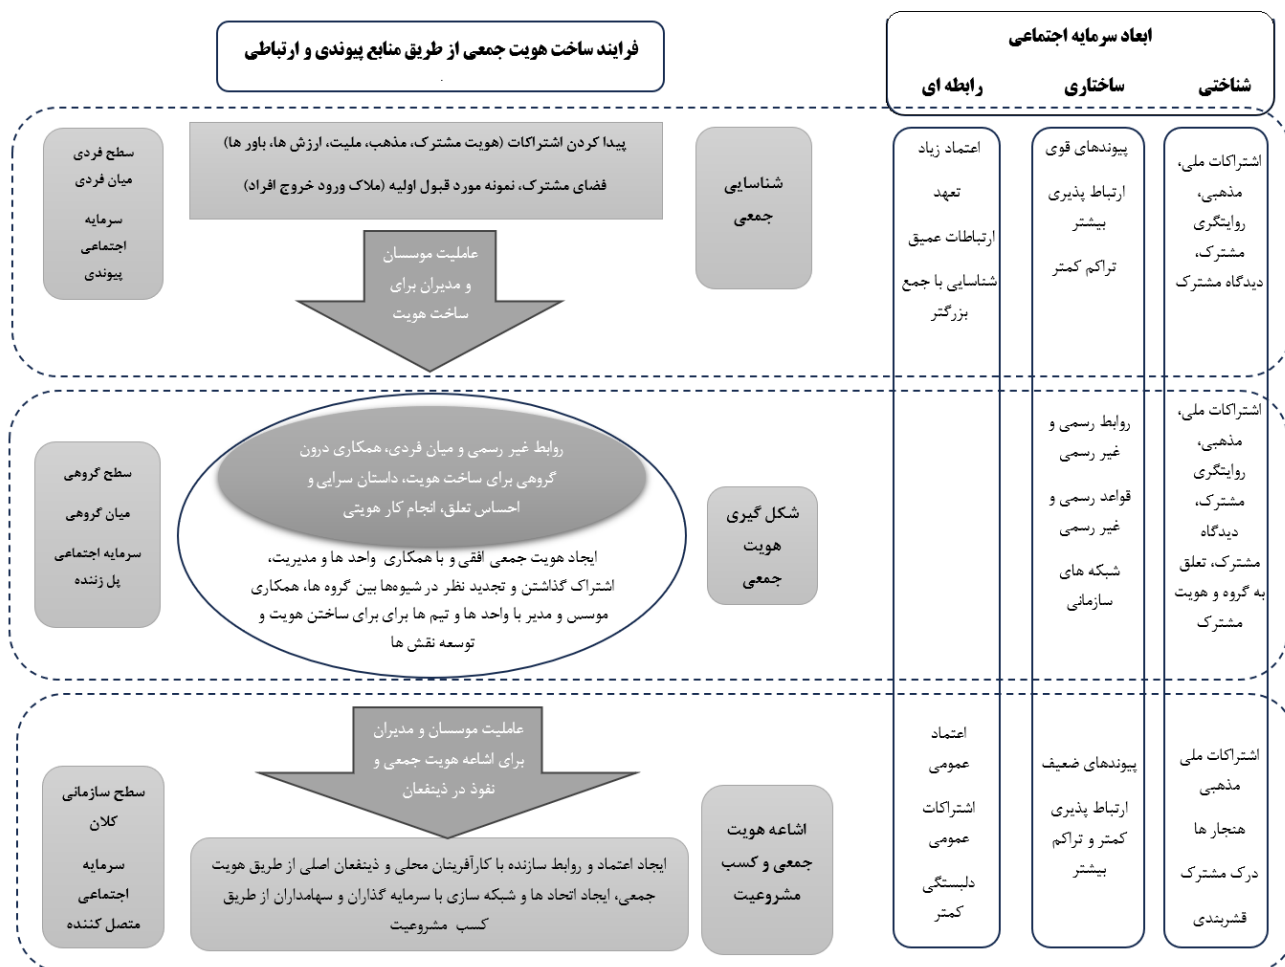 ابعاد سرمایه اجتماعی
شناختی
ساختاری
رابطه ای
فرایند ساخت هویت جمعی از طریق منابع پیوندی و ارتباطی
.
اشتراکات ملی،
مذهبی،
روایتگری
مشترک،
دیدگاه مشترک
پیوندهای قوی
ارتباط پذیری
بیشتر
تراکم کمتر
اعتماد زیاد
تعهد
ارتباطات عمیق
شناسایی با جمع
بزرگتر
شناسایی
جمعی
پیدا کردن اشتراکات (هویت مشترک، مذهب، ملیت، ارزش ها، باور ها)
فضای مشترک، نمونه مورد قبول اولیه (ملاک ورود خروج افراد)
عاملیت موسسان
و مدیران برای
ساخت هویت
سطح فردی
میان فردی
سرمایه
اجتماعی
پیوندی
اشتراکات ملی،
مذهبی،
روایتگری
مشترک،
دیدگاه
مشترک، تعلق
به گروه و هویت
مشترک
روابط رسمی و
غیر رسمی
قواعد رسمی و
غیر رسمی
شبکه های
سازمانی
شکل گیری
هویت
جمعی
روابط غیر رسمی و میان فردی، همکاری درون
گروهی برای ساخت هویت، داستان سرایی و
احساس تعلق، انجام کار هویتی
ایجاد هویت جمعی افقی و با همکاری واحد ها و مدیریت،
اشتراک گذاشتن و تجدید نظر در شیوه‌ها بین گروه ها، همکاری
موسس و مدیر با واحد ها و تیم ها برای برای ساختن هویت و
توسعه نقش ها
سطح گروهی
میان گروهی
سرمایه اجتماعی
پل زننده
اشتراکات ملی
مذهبی
هنجار ها
درک مشترک
قشربندی
پیوندهای ضعیف
ارتباط پذیری
کمتر و تراکم
بیشتر
اعتماد
عمومی
اشتراکات
عمومی
دلبستگی
کمتر
اشاعه هویت
جمعی و کسب
مشروعیت
عاملیت موسسان و مدیران
برای اشاعه هویت جمعی و
نفوذ در ذینفعان
ایجاد اعتماد و روابط سازنده با کارآفرینان محلی و ذینفعان اصلی از طریق هویت
جمعی، ایجاد اتحاد ها و شبکه سازی با سرمایه گذاران و سهامداران از طریق
کسب مشروعیت
سطح سازمانی
کلان
سرمایه
اجتماعی
متصل کننده